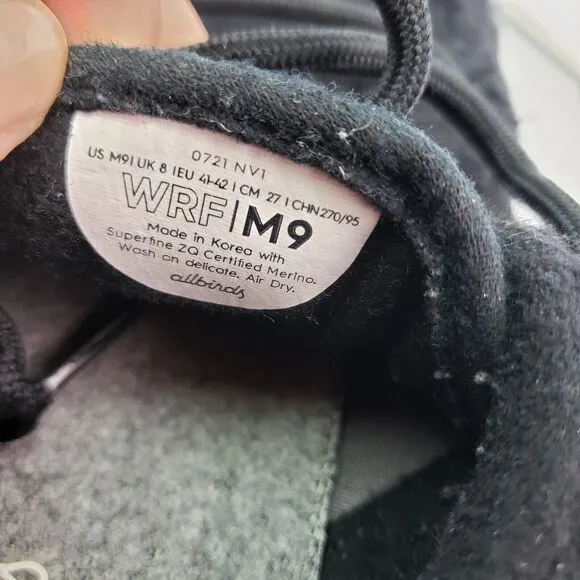 0721 NV1
US M9 | UK 8 | EU 41-42 | CM 27 | CHN 270/95
WRF|M9
Made in Korea with
Superfine ZQ Certified Merino.
Wash on delicate. Air Dry.
allbirds